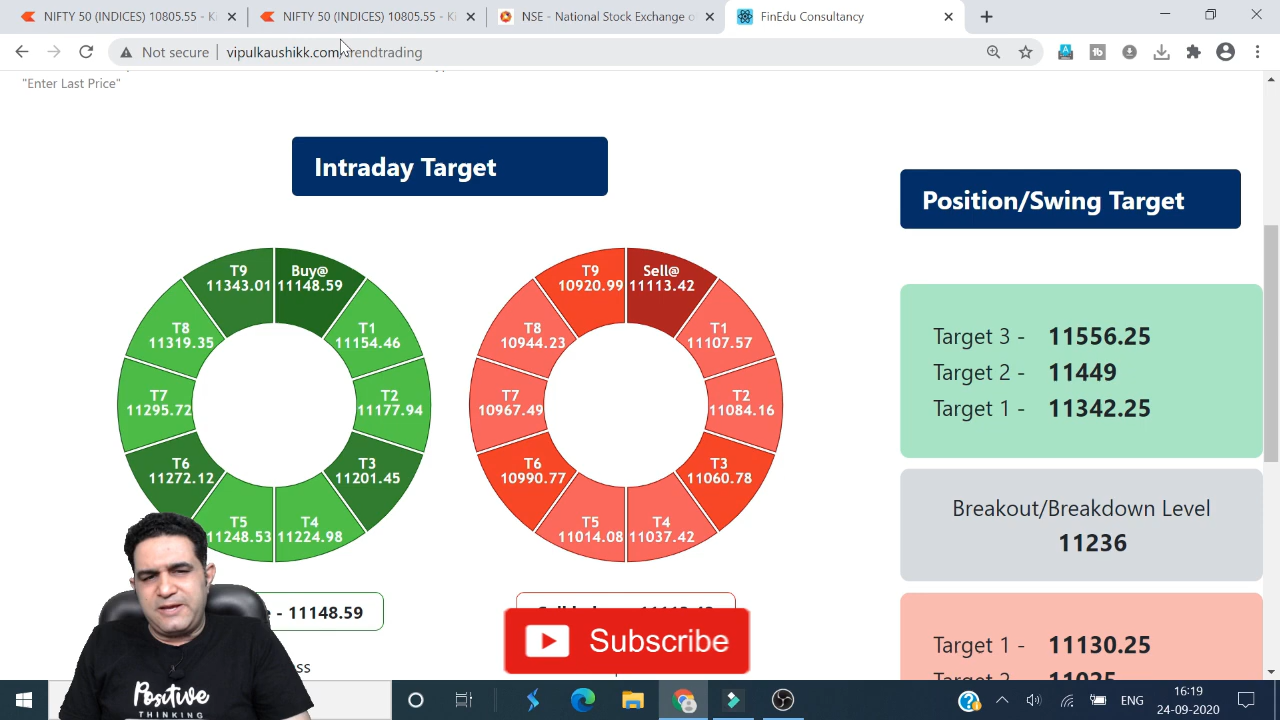 NIFTY 50 (INDICES) 10805.55 - Ki
NIFTY 50 (INDICES) 10805.55 - Ki
NSE - National Stock Exchange o
FinEdu Consultancy
Not secure
"Enter Last Price"
Intraday Target
Position/Swing Target
T9
11343.01
Buy@
11148.59
T8
11319.35
T1
11154.46
T7
11295.72
T2
11177.94
T6
11272.12
T3
11201.45
T5
11248.53
T4
11224.98
T9
10920.99
Sell@
11113.42
T8
10944.23
T1
11107.57
T7
10967.49
T2
11084.16
T6
10990.77
T3
11060.78
T5
11014.08
T4
11037.42
Target 3 - 11556.25
Target 2 - 11449
Target 1 - 11342.25
Breakout/Breakdown Level
11236
Target 1 - 11130.25
- 11148.59
Subscribe
Positive
THINKING
ENG
16:19
24-09-2020